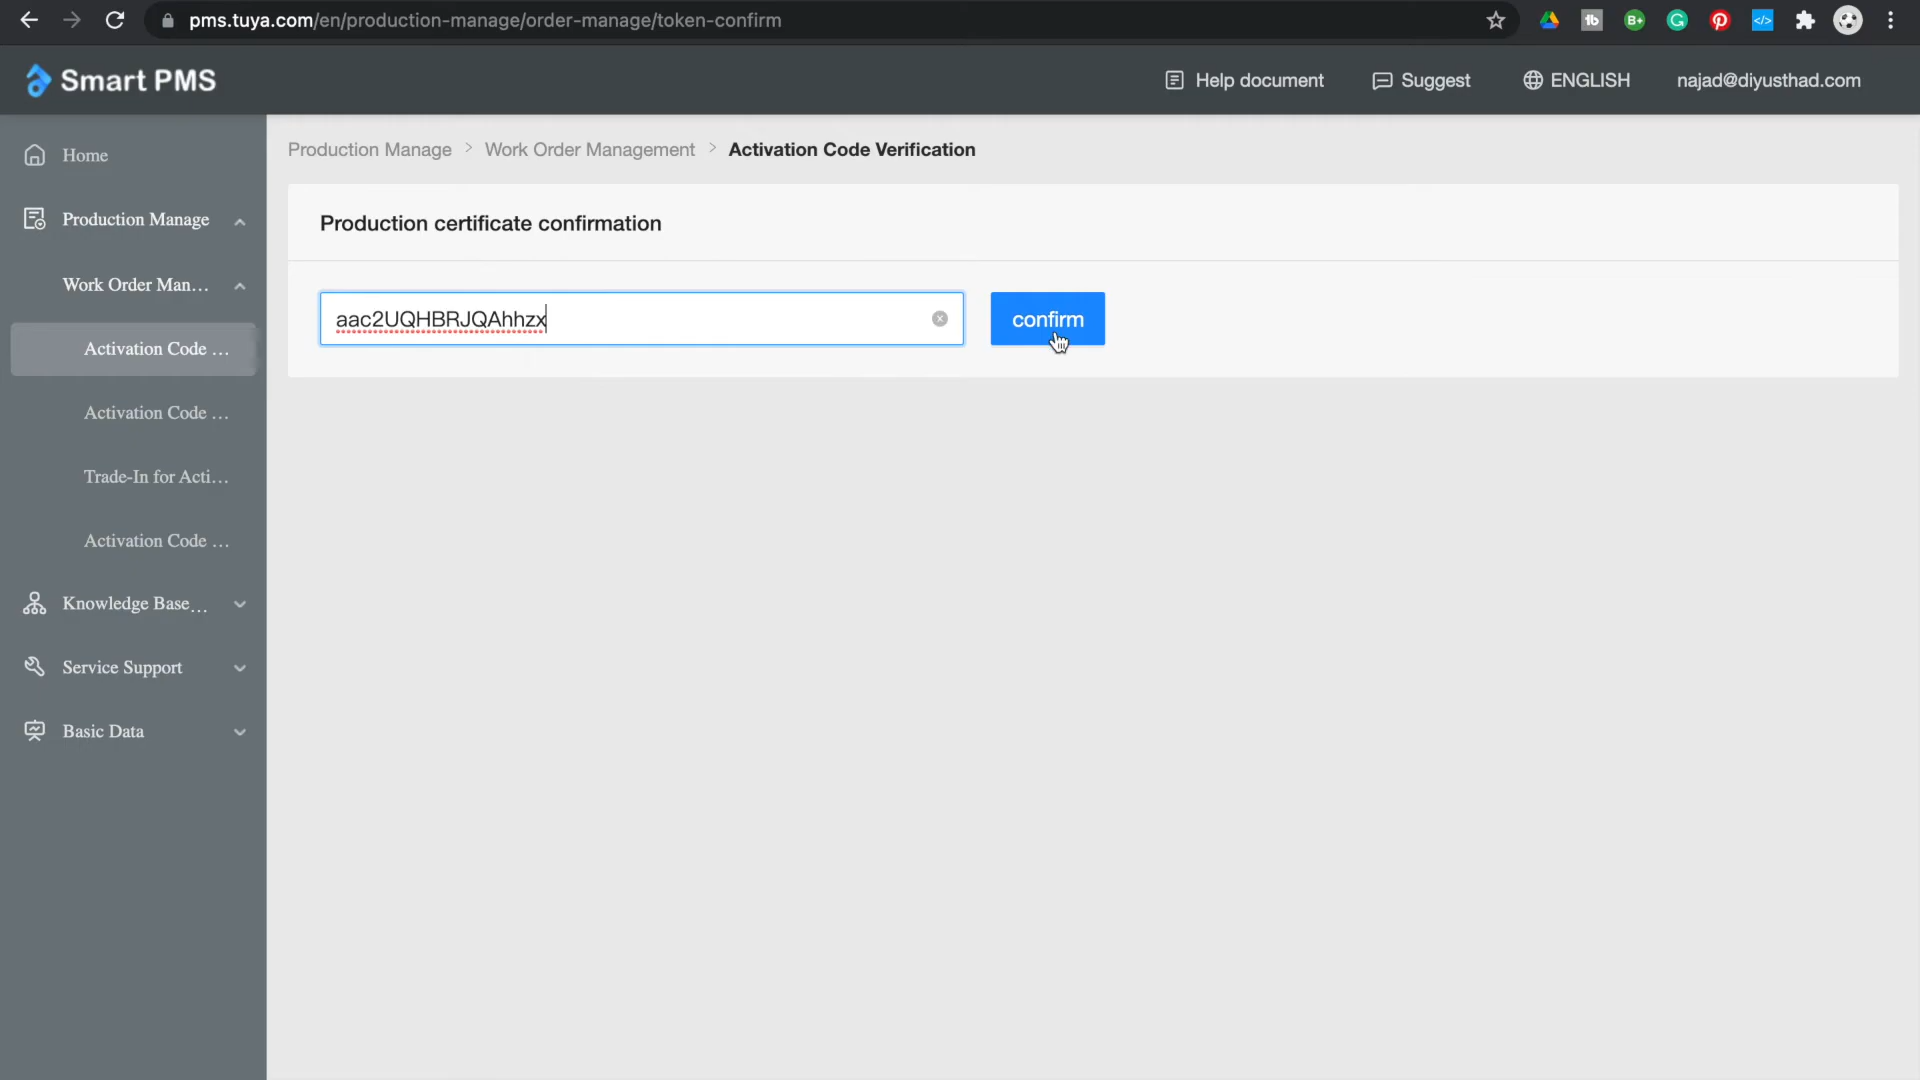 pms.tuya.com/en/production-manage/order-manage/token-confirm
Smart PMS
Help document
Suggest
ENGLISH
najad@diyusthad.com
Home
Production Manage
Work Order Man...
Activation Code ...
Activation Code ...
Trade-In for Acti...
Activation Code ...
Knowledge Base...
Service Support
Basic Data
Production Manage > Work Order Management > Activation Code Verification
Production certificate confirmation
aac2UQHBRJQAhhzx
confirm